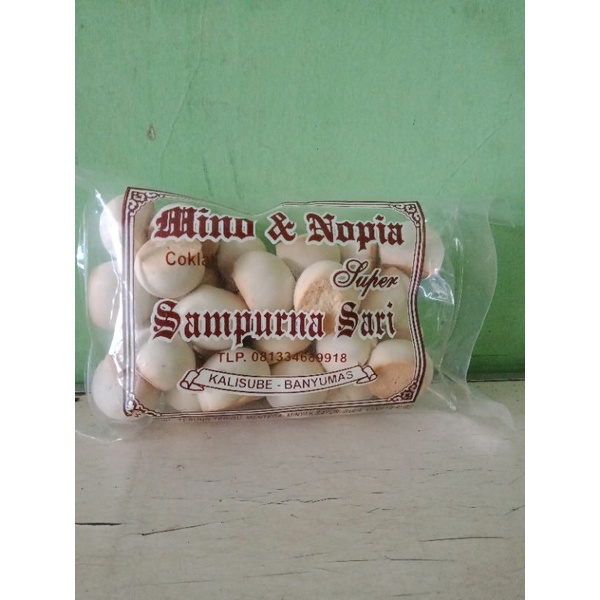 Mino & Nopia
Coklat
Super
Sampurna Sari
TLP. 081334689918
KALISUBE - BANYUMAS